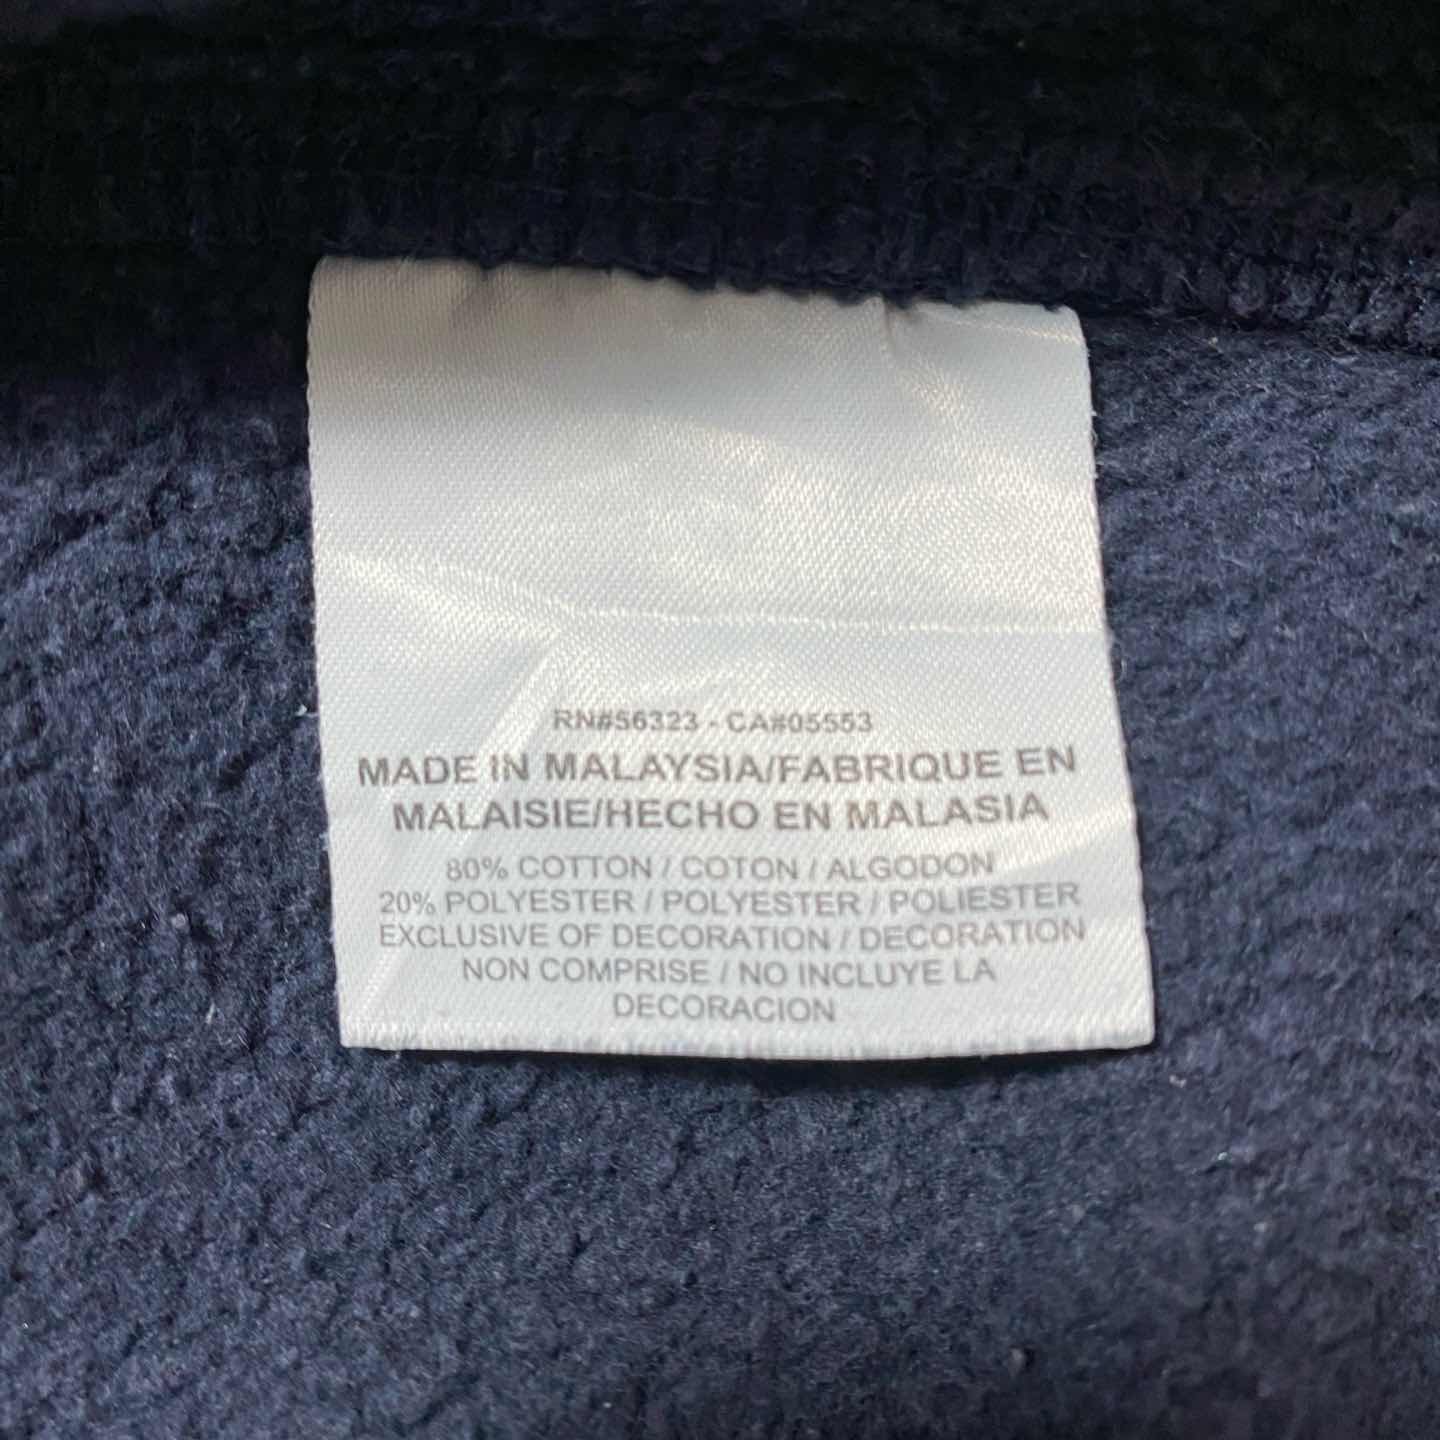 RN#56323 - CA#05553
MADE IN MALAYSIA/FABRIQUE EN
MALAISIE/HECHO EN MALASIA
80% COTTON / COTON / ALGODON
20% POLYESTER / POLYESTER / POLIESTER
EXCLUSIVE OF DECORATION / DECORATION
NON COMPRISE / NO INCLUYE LA
DECORACION